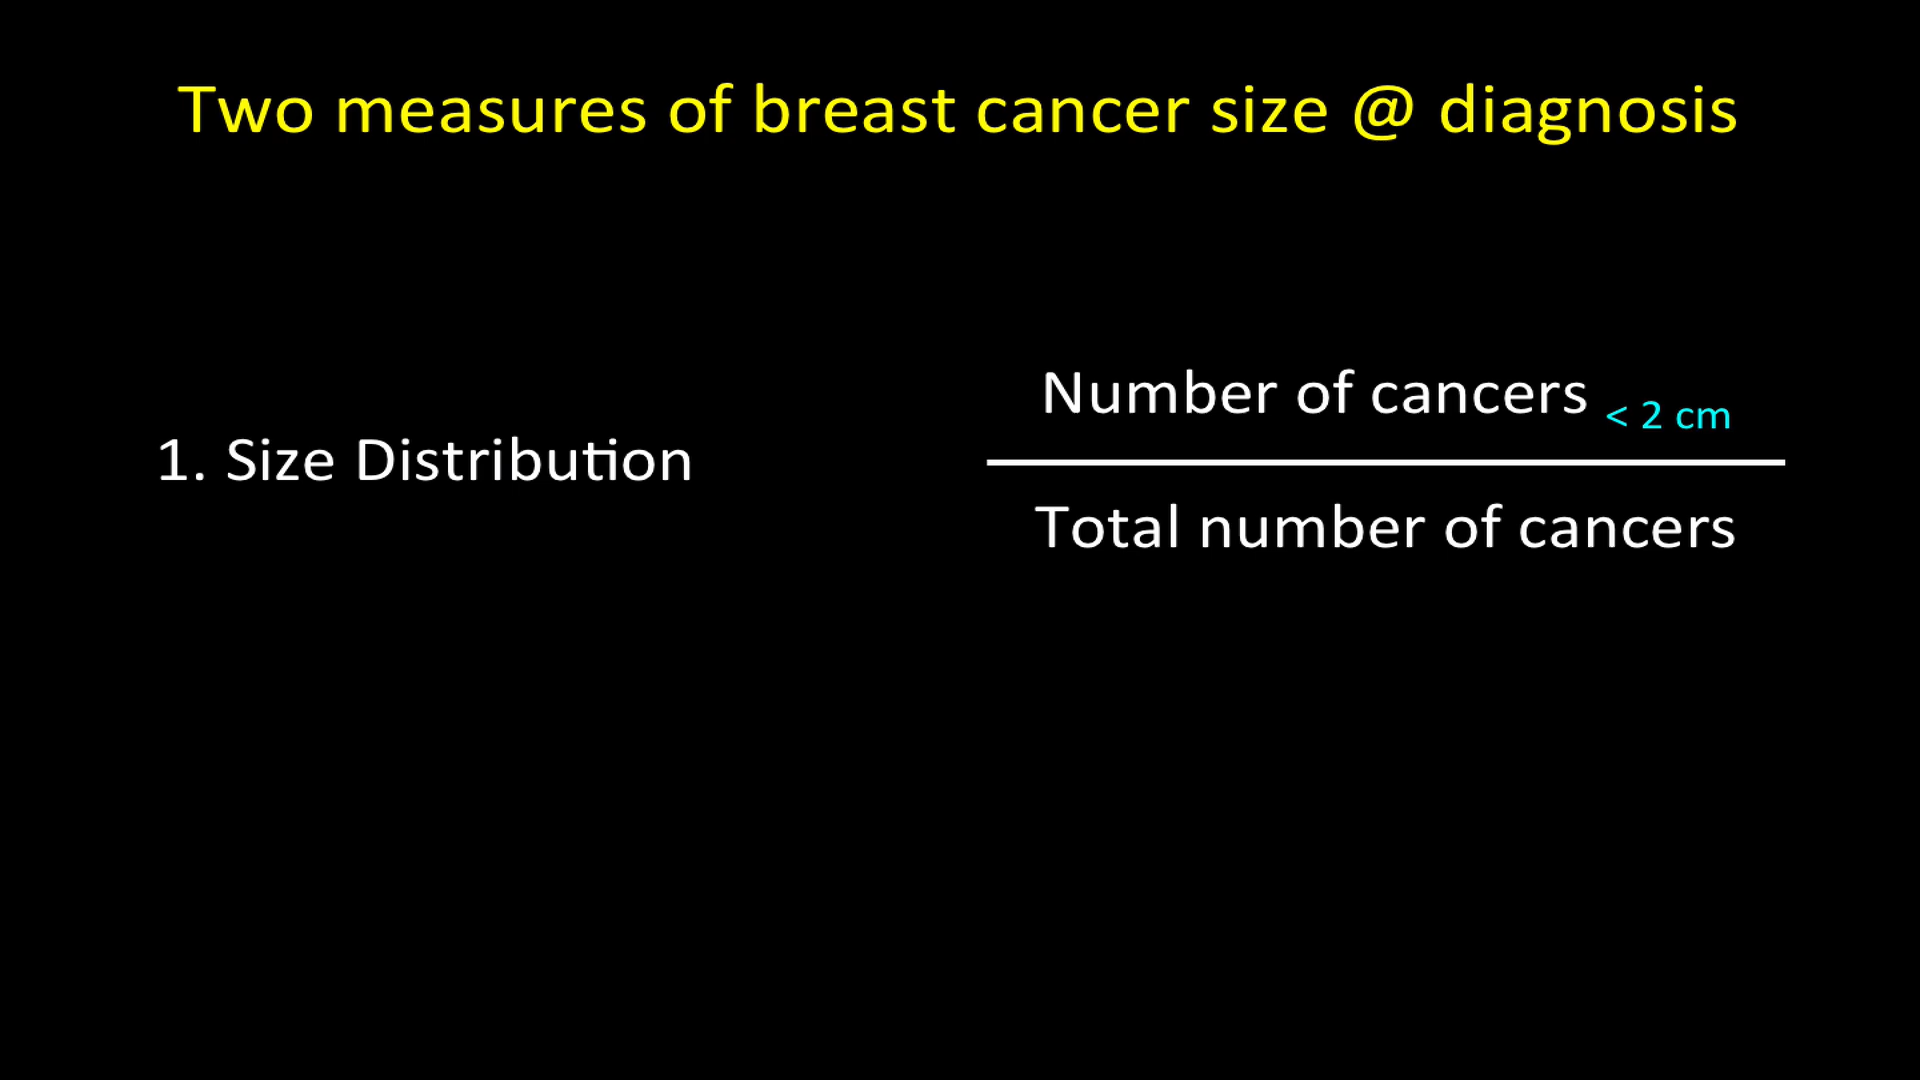 Two measures of breast cancer size @ diagnosis
1. Size Distribution
Number of cancers < 2 cm
Total number of cancers